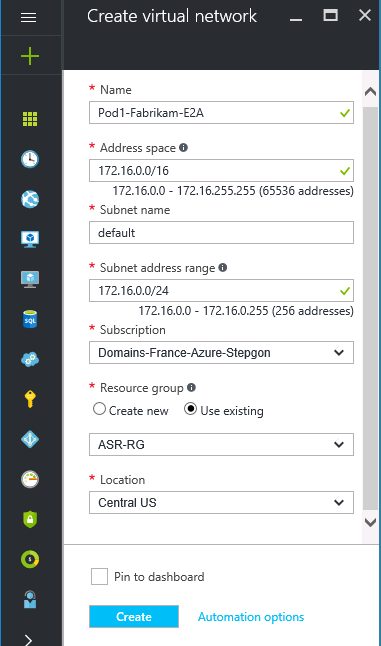 Create virtual network
* Name
Pod1-Fabrikam-E2A
* Address space
172.16.0.0/16
172.16.0.0 - 172.16.255.255 (65536 addresses)
* Subnet name
default
* Subnet address range
172.16.0.0/24
172.16.0.0 - 172.16.0.255 (256 addresses)
* Subscription
Domains-France-Azure-Stepgon
* Resource group
Create new Use existing
ASR-RG
* Location
Central US
Pin to dashboard
Create Automation options
SQL